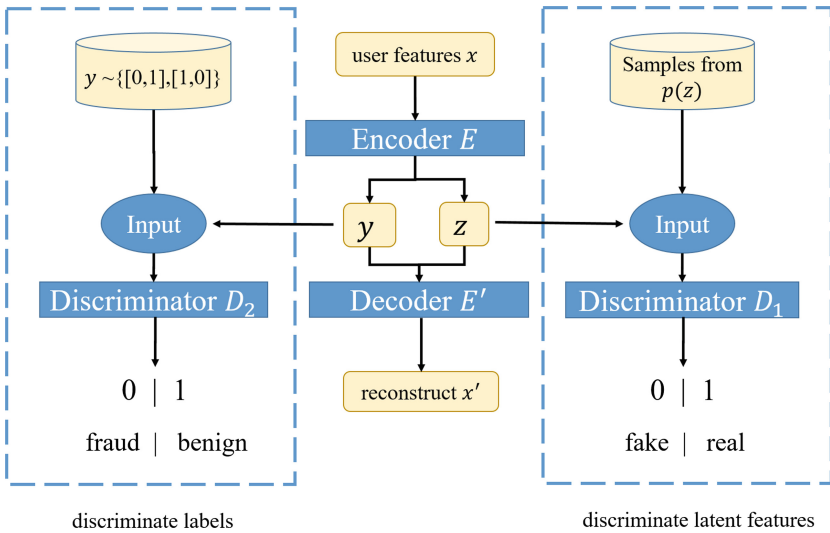 y ~{[0,1],[1,0]}
Input
Discriminator D₂
0 | 1
fraud | benign
discriminate labels
user features x
Encoder E
y z
Decoder E′
reconstruct x′
Samples from
p(z)
Input
Discriminator D₁
0 | 1
fake | real
discriminate latent features